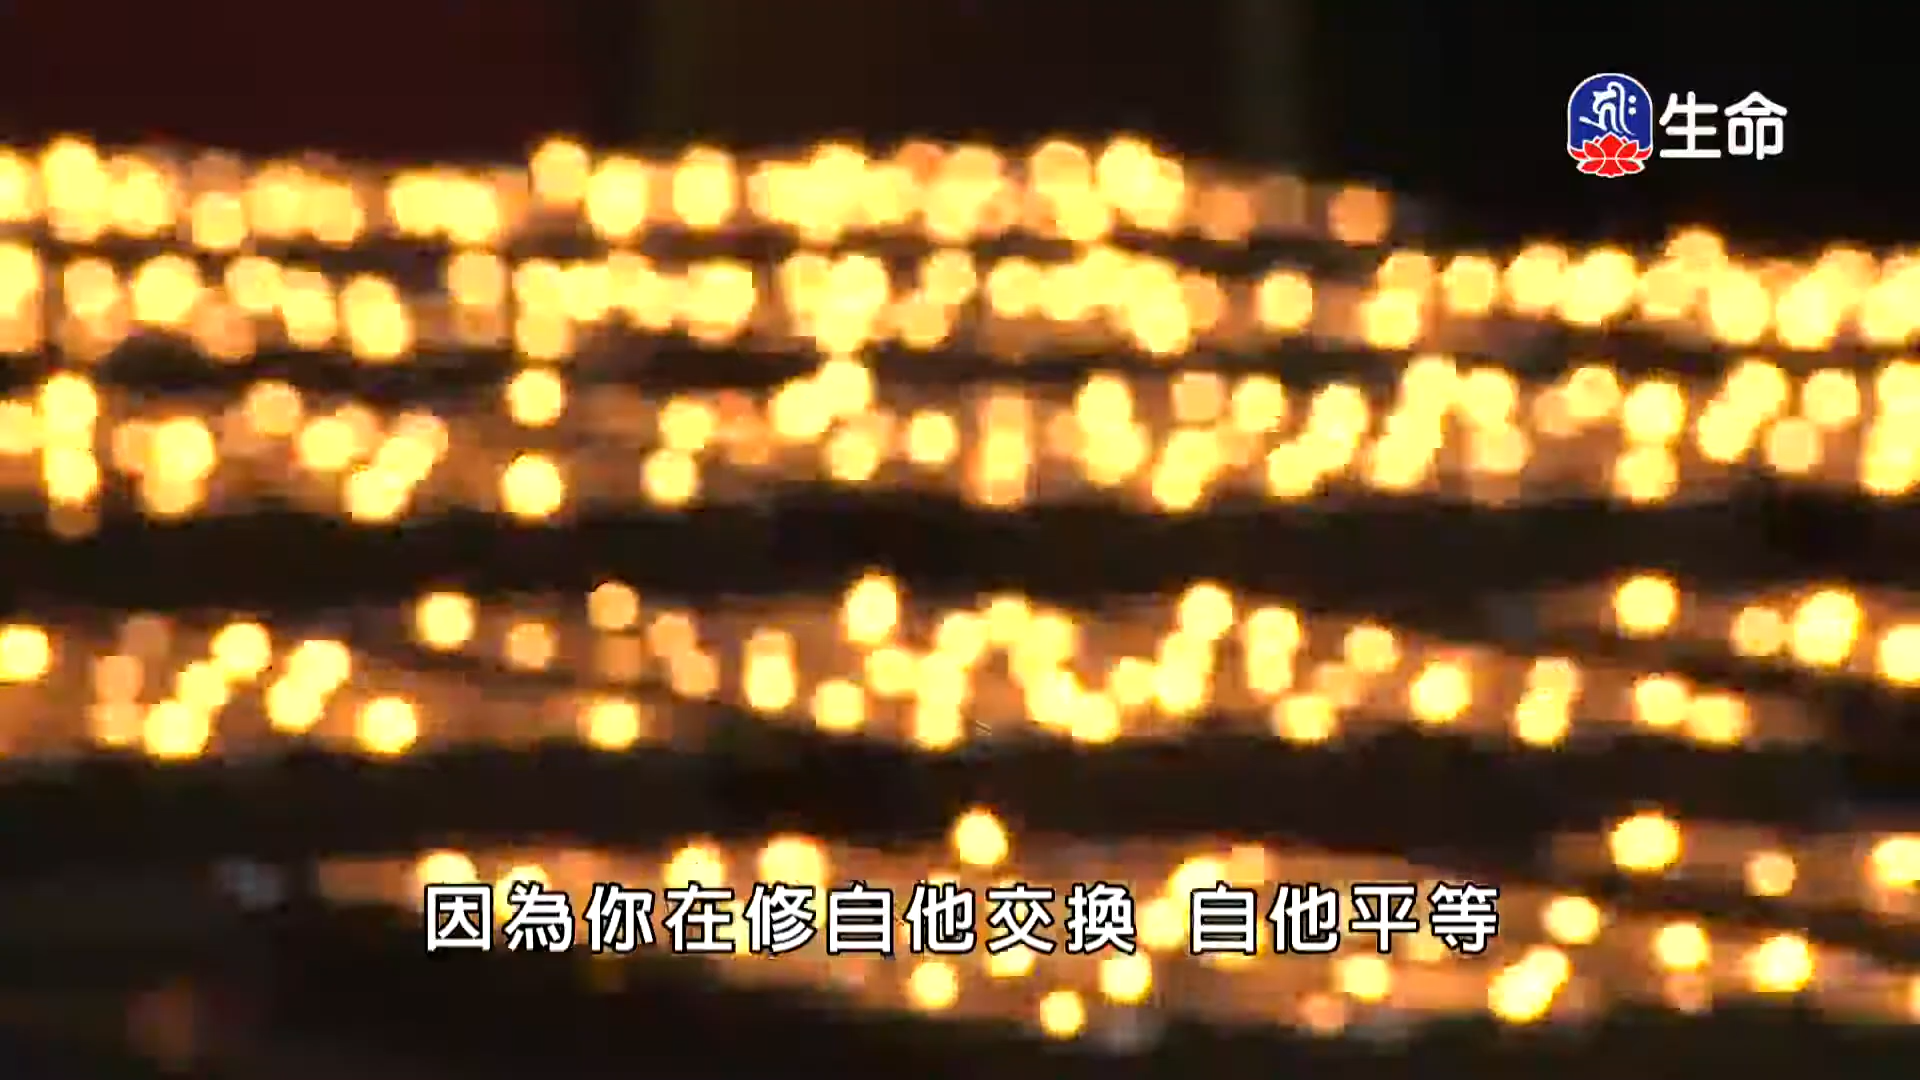 生命
因為你在修自他交換 自他平等